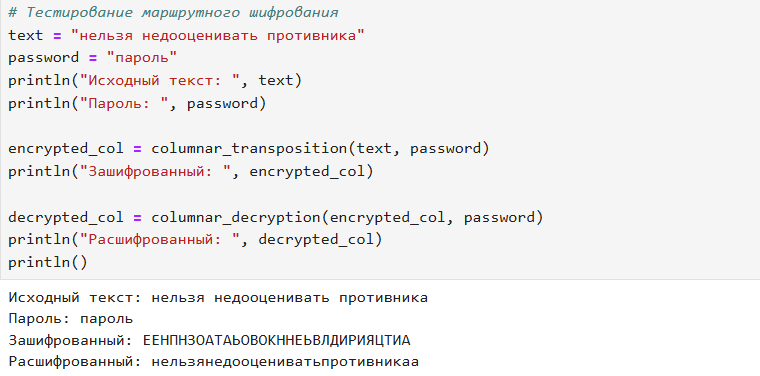 # Тестирование маршрутного шифрования
text = "нельзя недооценивать противника"
password = "пароль"
println("Исходный текст: ", text)
println("Пароль: ", password)
encrypted_col = columnar_transposition(text, password)
println("Зашифрованный: ", encrypted_col)
decrypted_col = columnar_decryption(encrypted_col, password)
println("Расшифрованный: ", decrypted_col)
println()
Исходный текст: нельзя недооценивать противника
Пароль: пароль
Зашифрованный: ЕЕНПНЗОАТАЬОВОКННЕЬВЛДИРИЯЦТИА
Расшифрованный: нельзянедооцениватьпротивникаа